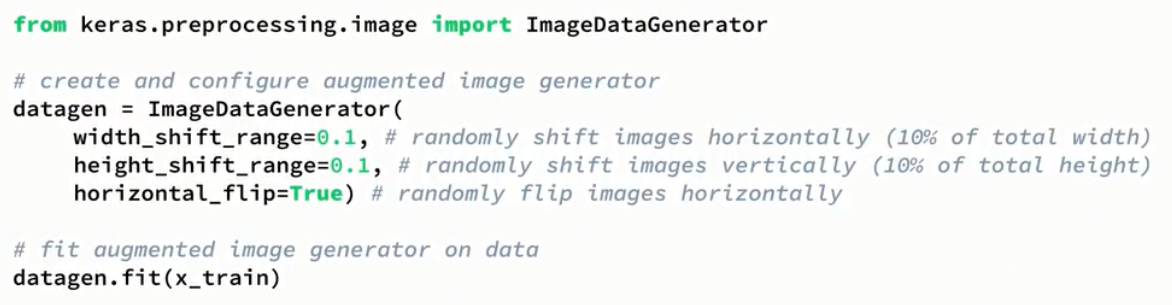 from keras.preprocessing.image import ImageDataGenerator
# create and configure augmented image generator
datagen = ImageDataGenerator(
    width_shift_range=0.1, # randomly shift images horizontally (10% of total width)
    height_shift_range=0.1, # randomly shift images vertically (10% of total height)
    horizontal_flip=True) # randomly flip images horizontally
# fit augmented image generator on data
datagen.fit(x_train)